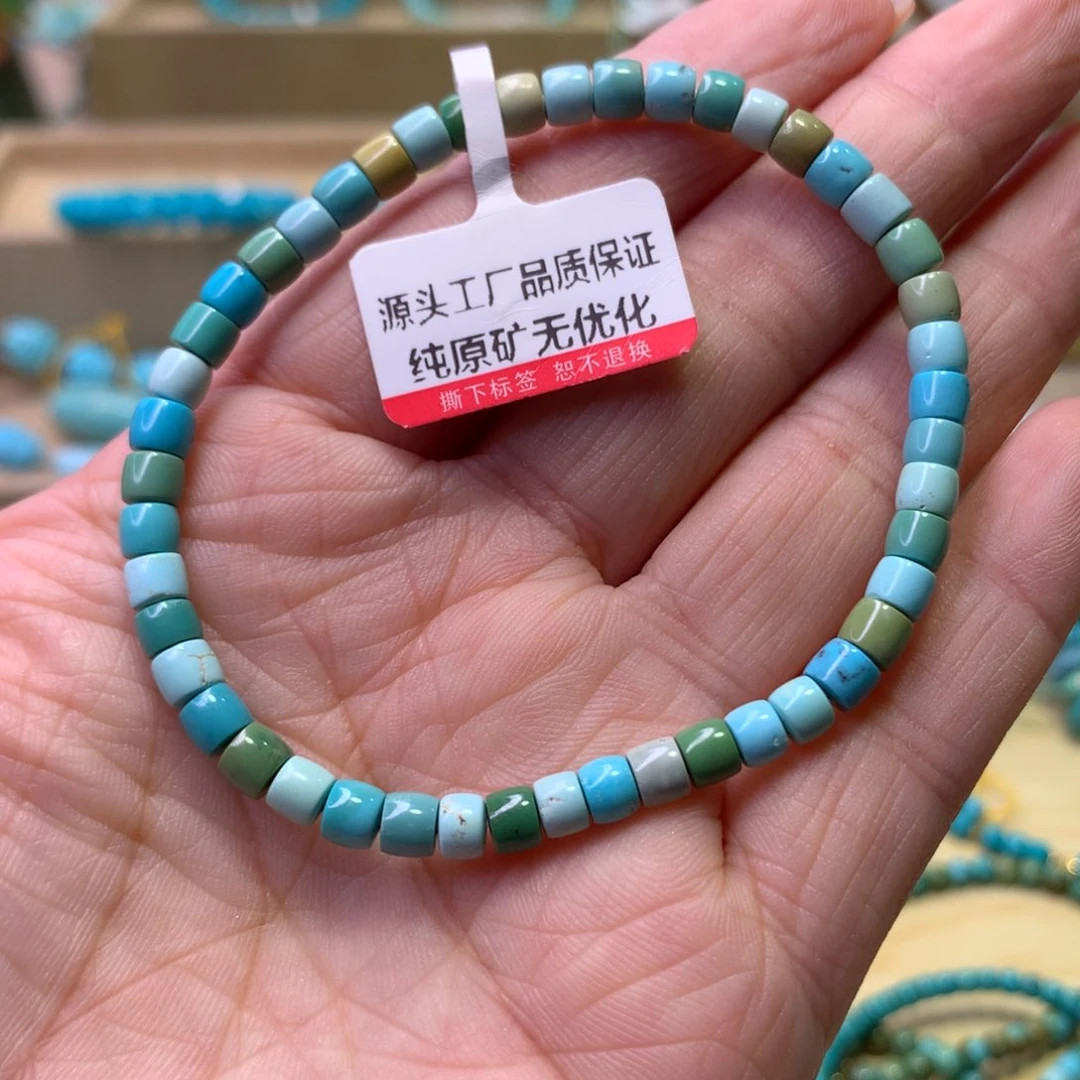 源头工厂品质保证
纯原矿无优化
撕下标签 恕不退换